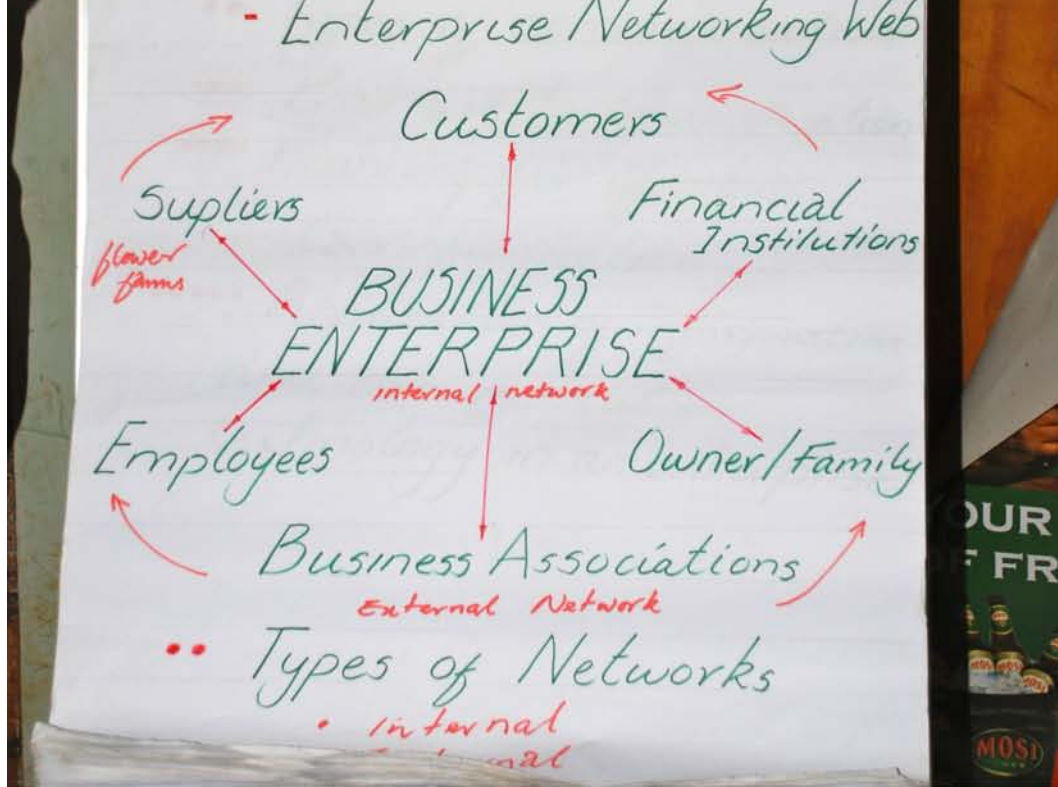 - Enterprise Networking Web
Customers
Supliers
flower
farms
Financial
Institutions
BUSINESS
ENTERPRISE
internal network
Employees
Owner/Family
Business Associations
External Network
•• Types of Networks
• internal
OUR
FR
MOSI